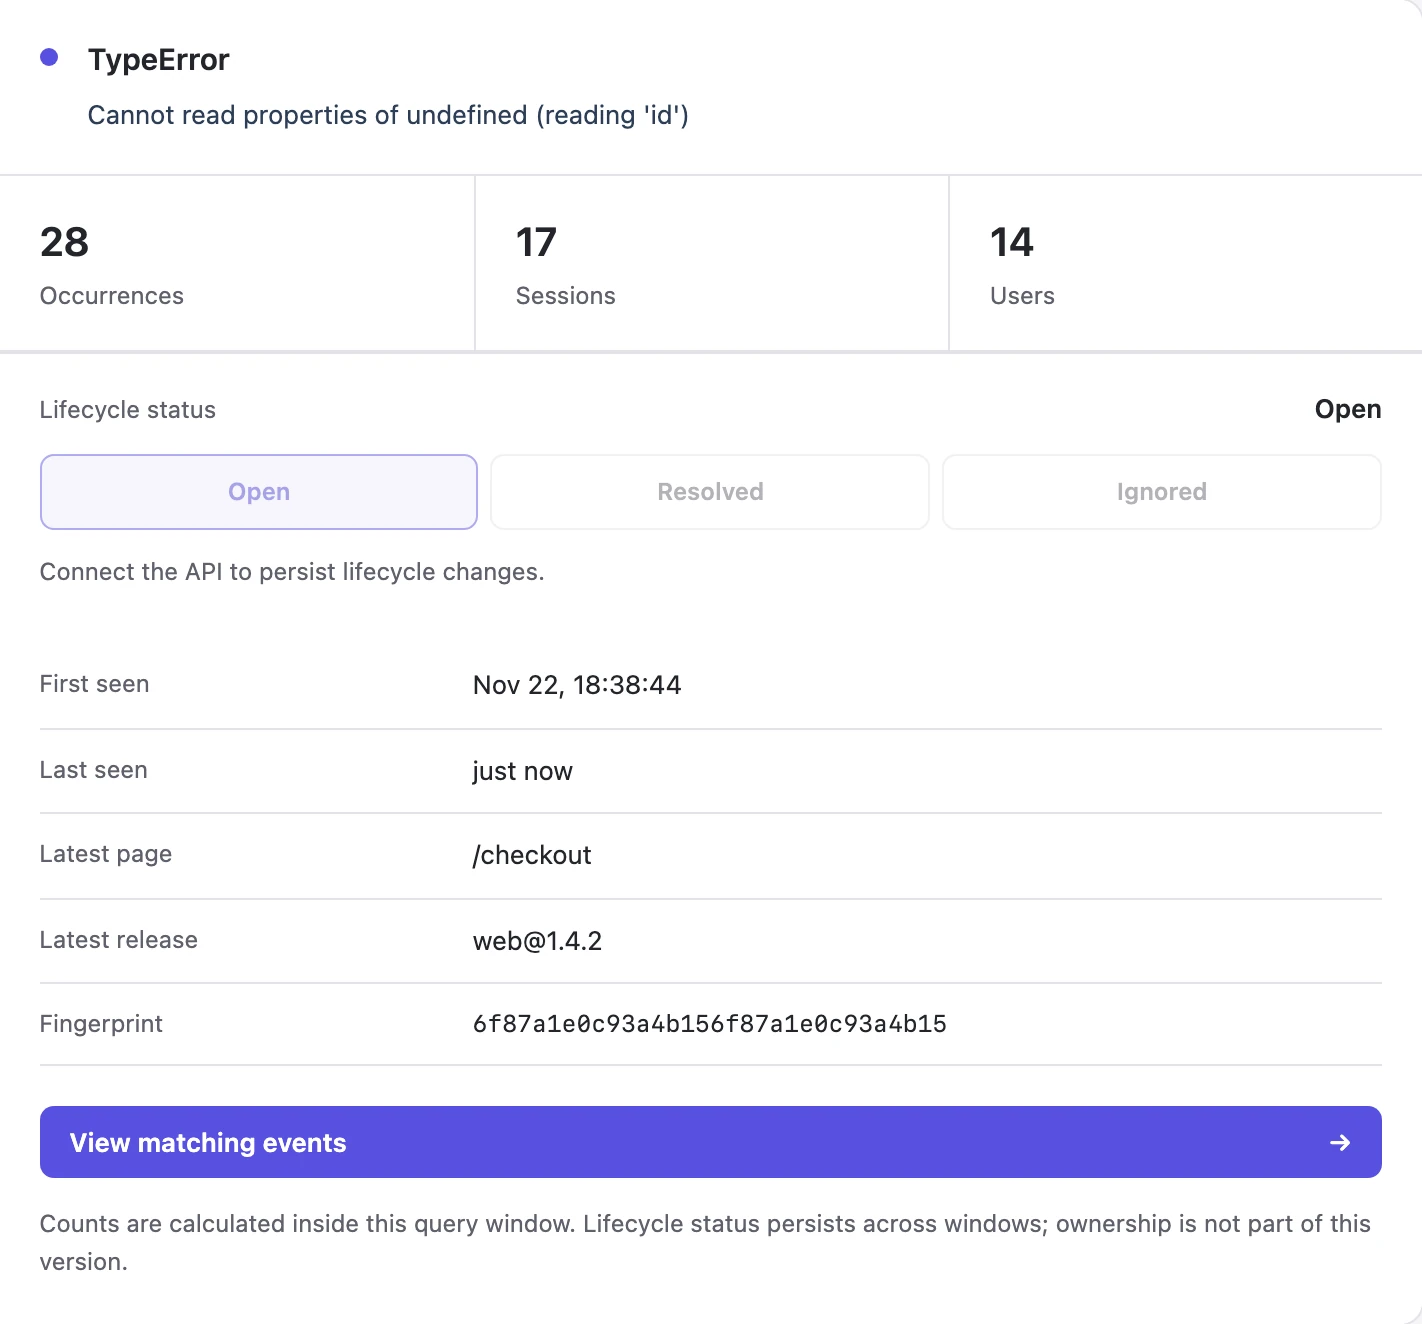 TypeError
Cannot read properties of undefined (reading 'id')
28
Occurrences
17
Sessions
14
Users
Lifecycle status
Open
Open
Resolved
Ignored
Connect the API to persist lifecycle changes.
First seen
Nov 22, 18:38:44
Last seen
just now
Latest page
/checkout
Latest release
web@1.4.2
Fingerprint
6f87a1e0c93a4b156f87a1e0c93a4b15
View matching events
Counts are calculated inside this query window. Lifecycle status persists across windows; ownership is not part of this
version.